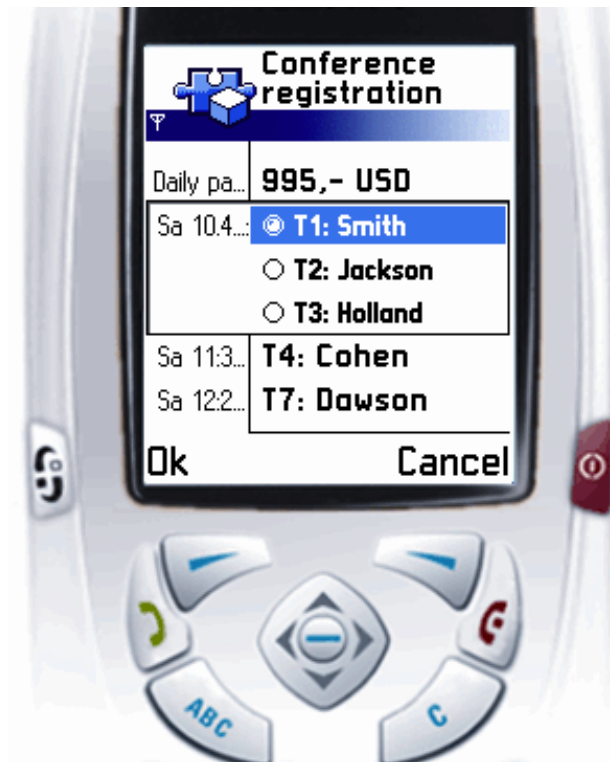 Conference
registration
Daily pa... 995,- USD
Sa 10.4...: T1: Smith
T2: Jackson
T3: Holland
Sa 11:3... T4: Cohen
Sa 12:2... T7: Dawson
Ok Cancel
ABC C